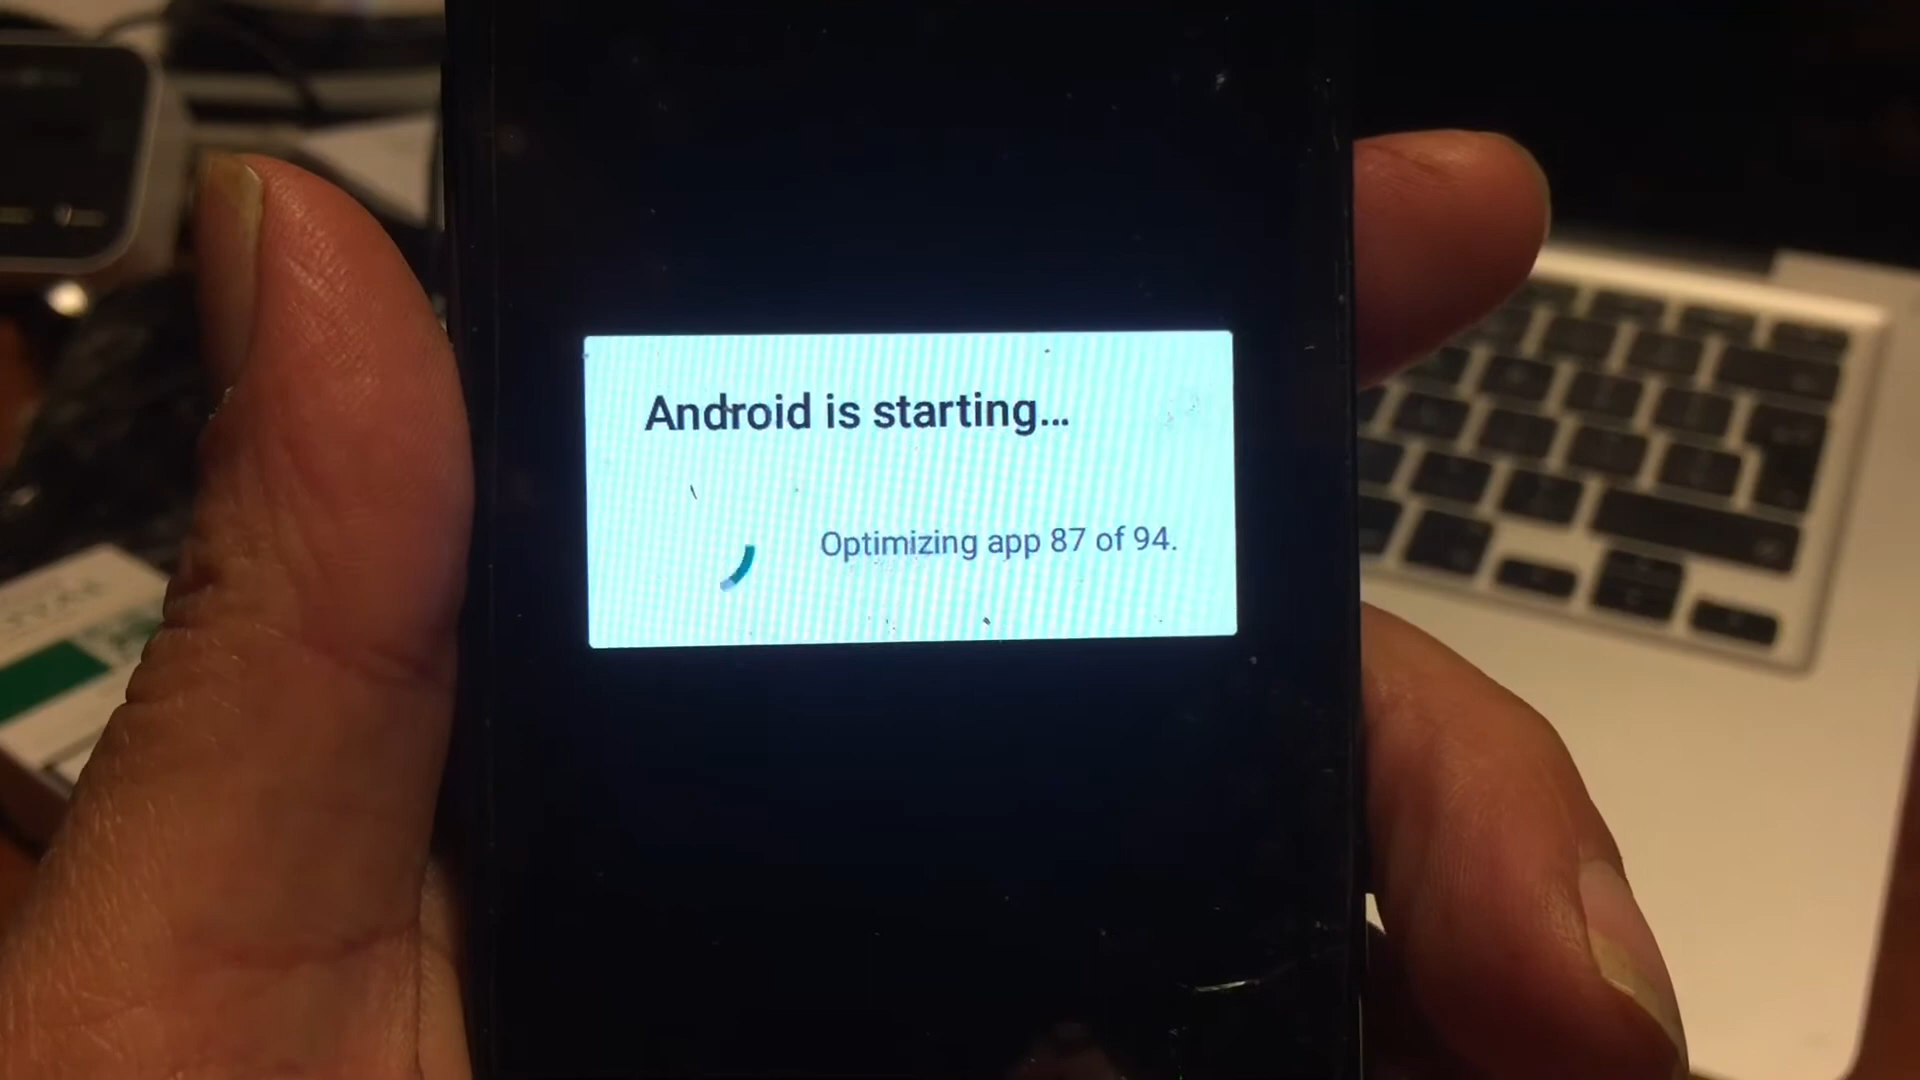 Android is starting...
Optimizing app 87 of 94.